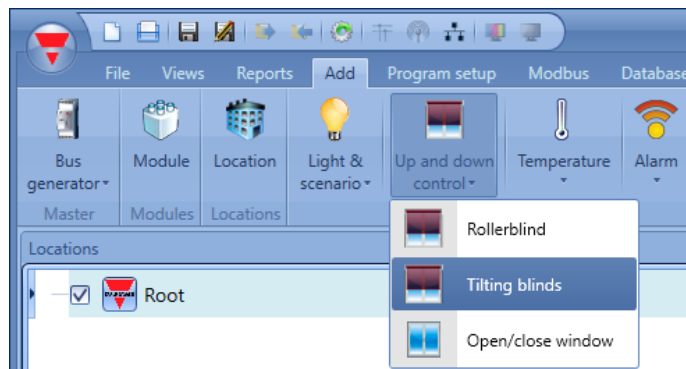 File Views Reports Add Program setup Modbus Database
Bus generator
Module
Location
Light & scenario
Up and down control
Temperature
Alarm
Master
Modules
Locations
Rollerblind
Locations
Tilting blinds
Root
Open/close window